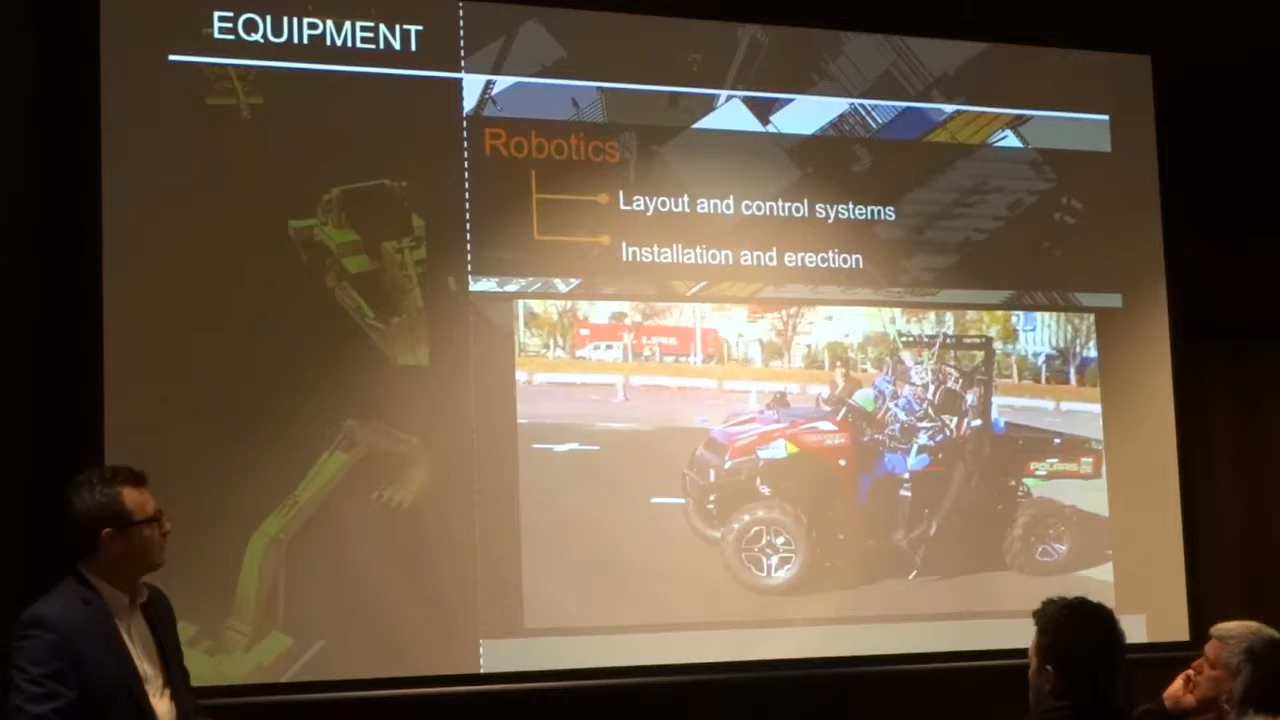 EQUIPMENT
Robotics
Layout and control systems
Installation and erection
POLARIS